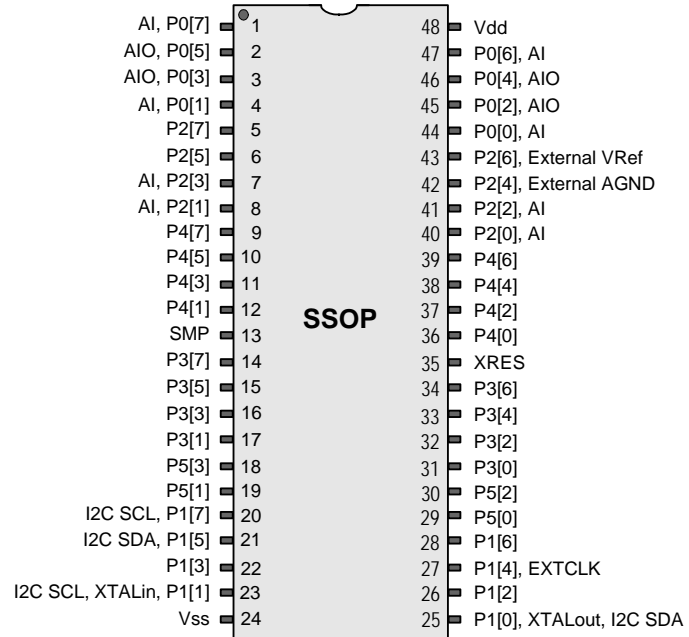 AI, P0[7] 1 48 Vdd
AIO, P0[5] 2 47 P0[6], AI
AIO, P0[3] 3 46 P0[4], AIO
AI, P0[1] 4 45 P0[2], AIO
P2[7] 5 44 P0[0], AI
P2[5] 6 43 P2[6], External VRef
AI, P2[3] 7 42 P2[4], External AGND
AI, P2[1] 8 41 P2[2], AI
P4[7] 9 40 P2[0], AI
P4[5] 10 39 P4[6]
P4[3] 11 38 P4[4]
P4[1] 12 SSOP 37 P4[2]
SMP 13 36 P4[0]
P3[7] 14 35 XRES
P3[5] 15 34 P3[6]
P3[3] 16 33 P3[4]
P3[1] 17 32 P3[2]
P5[3] 18 31 P3[0]
P5[1] 19 30 P5[2]
I2C SCL, P1[7] 20 29 P5[0]
I2C SDA, P1[5] 21 28 P1[6]
P1[3] 22 27 P1[4], EXTCLK
I2C SCL, XTALin, P1[1] 23 26 P1[2]
Vss 24 25 P1[0], XTALout, I2C SDA